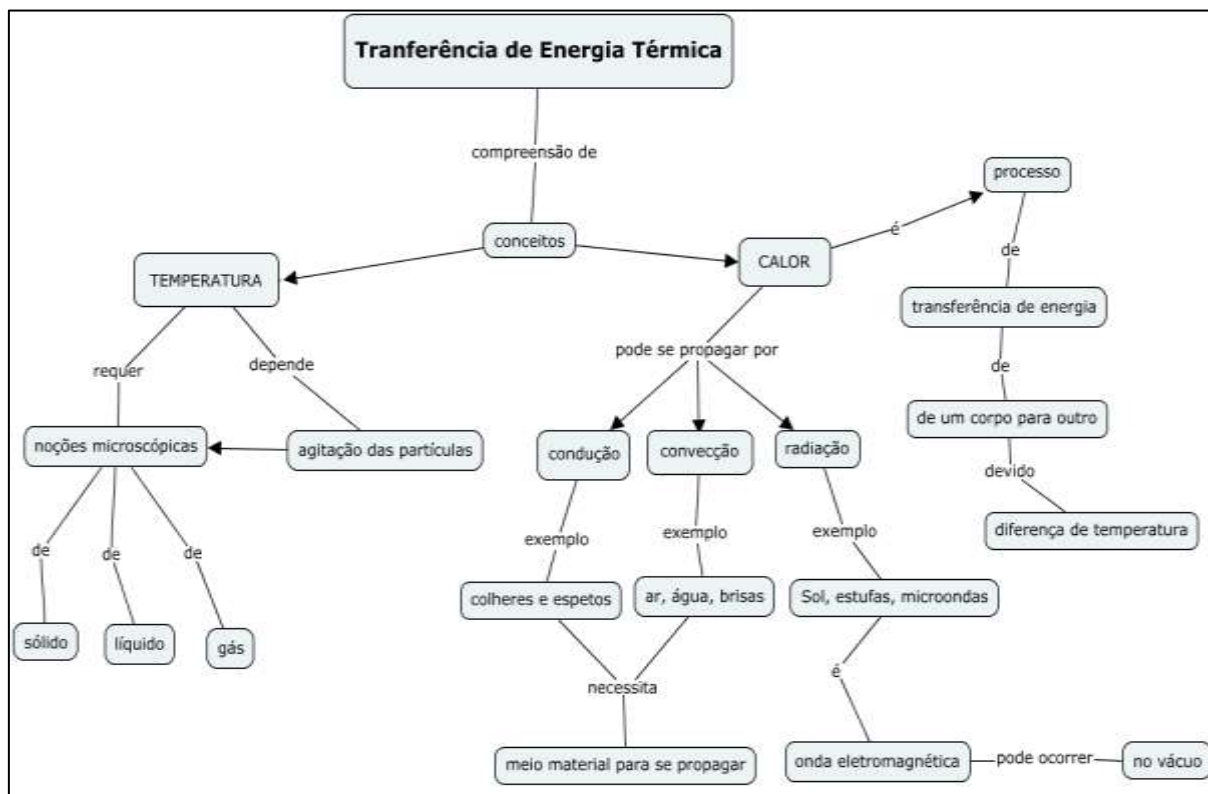 Tranferência de Energia Térmica
compreensão de
processo
conceitos
é
de
TEMPERATURA
CALOR
transferência de energia
pode se propagar por
requer
depende
de
de um corpo para outro
noções microscópicas
agitação das partículas
condução
convecção
radiação
devido
diferença de temperatura
exemplo
exemplo
exemplo
de
de
de
colheres e espetos
ar, água, brisas
Sol, estufas, microondas
sólido
líquido
gás
é
necessita
meio material para se propagar
onda eletromagnética
pode ocorrer
no vácuo